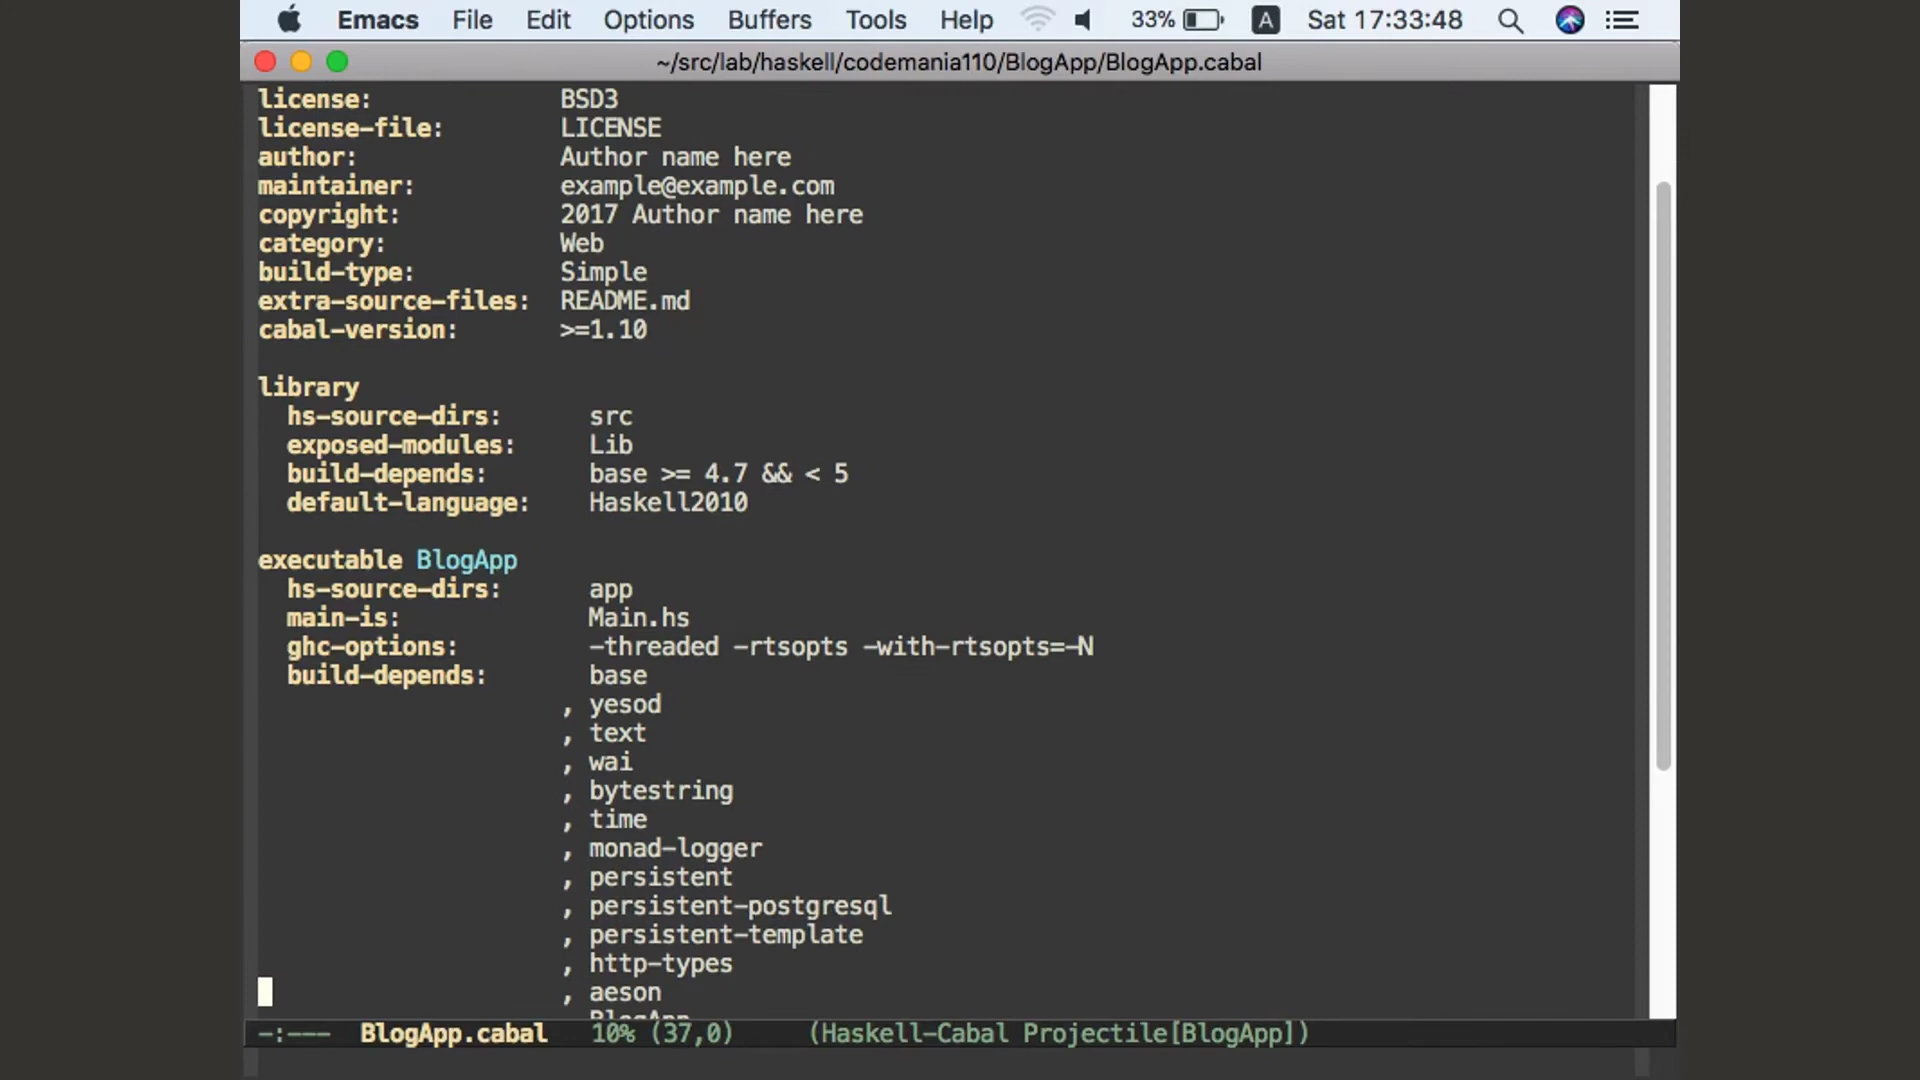 Emacs File Edit Options Buffers Tools Help 33% A Sat 17:33:48
~/src/lab/haskell/codemania110/BlogApp/BlogApp.cabal
license: BSD3
license-file: LICENSE
author: Author name here
maintainer: example@example.com
copyright: 2017 Author name here
category: Web
build-type: Simple
extra-source-files: README.md
cabal-version: >=1.10
library
hs-source-dirs: src
exposed-modules: Lib
build-depends: base >= 4.7 && < 5
default-language: Haskell2010
executable BlogApp
hs-source-dirs: app
main-is: Main.hs
ghc-options: -threaded -rtsopts -with-rtsopts=-N
build-depends: base
, yesod
, text
, wai
, bytestring
, time
, monad-logger
, persistent
, persistent-postgresql
, persistent-template
, http-types
, aeson
BlogApp
-:--- BlogApp.cabal 10% (37,0) (Haskell-Cabal Projectile[BlogApp])